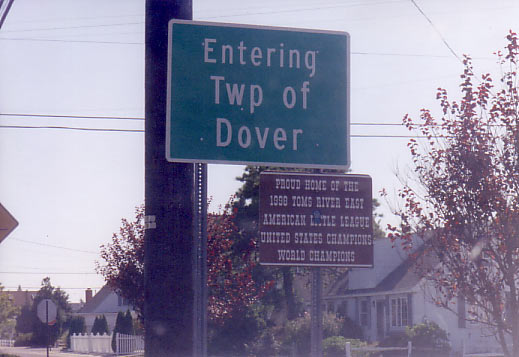 Entering
Twp of
Dover
PROUD HOME OF THE
1998 TOMS RIVER EAST
AMERICAN LITTLE LEAGUE
UNITED STATES CHAMPIONS
WORLD CHAMPIONS